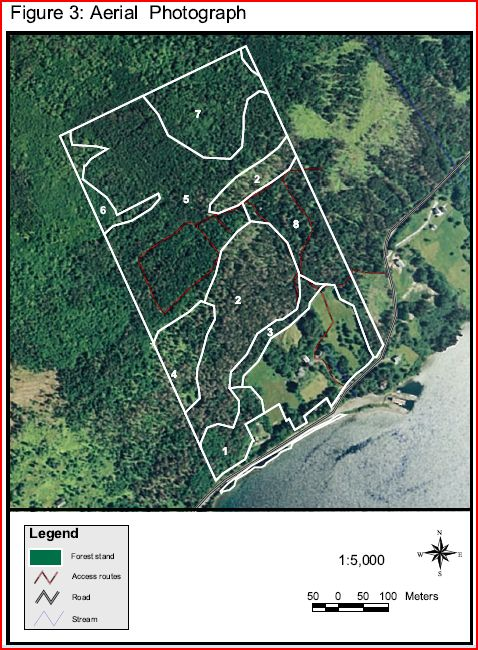 Figure 3: Aerial Photograph
7
2
5
6
8
2
3
4
1
Legend
Forest stand
Access routes
Road
Stream
1:5,000
50 0 50 100 Meters
N
W E
S